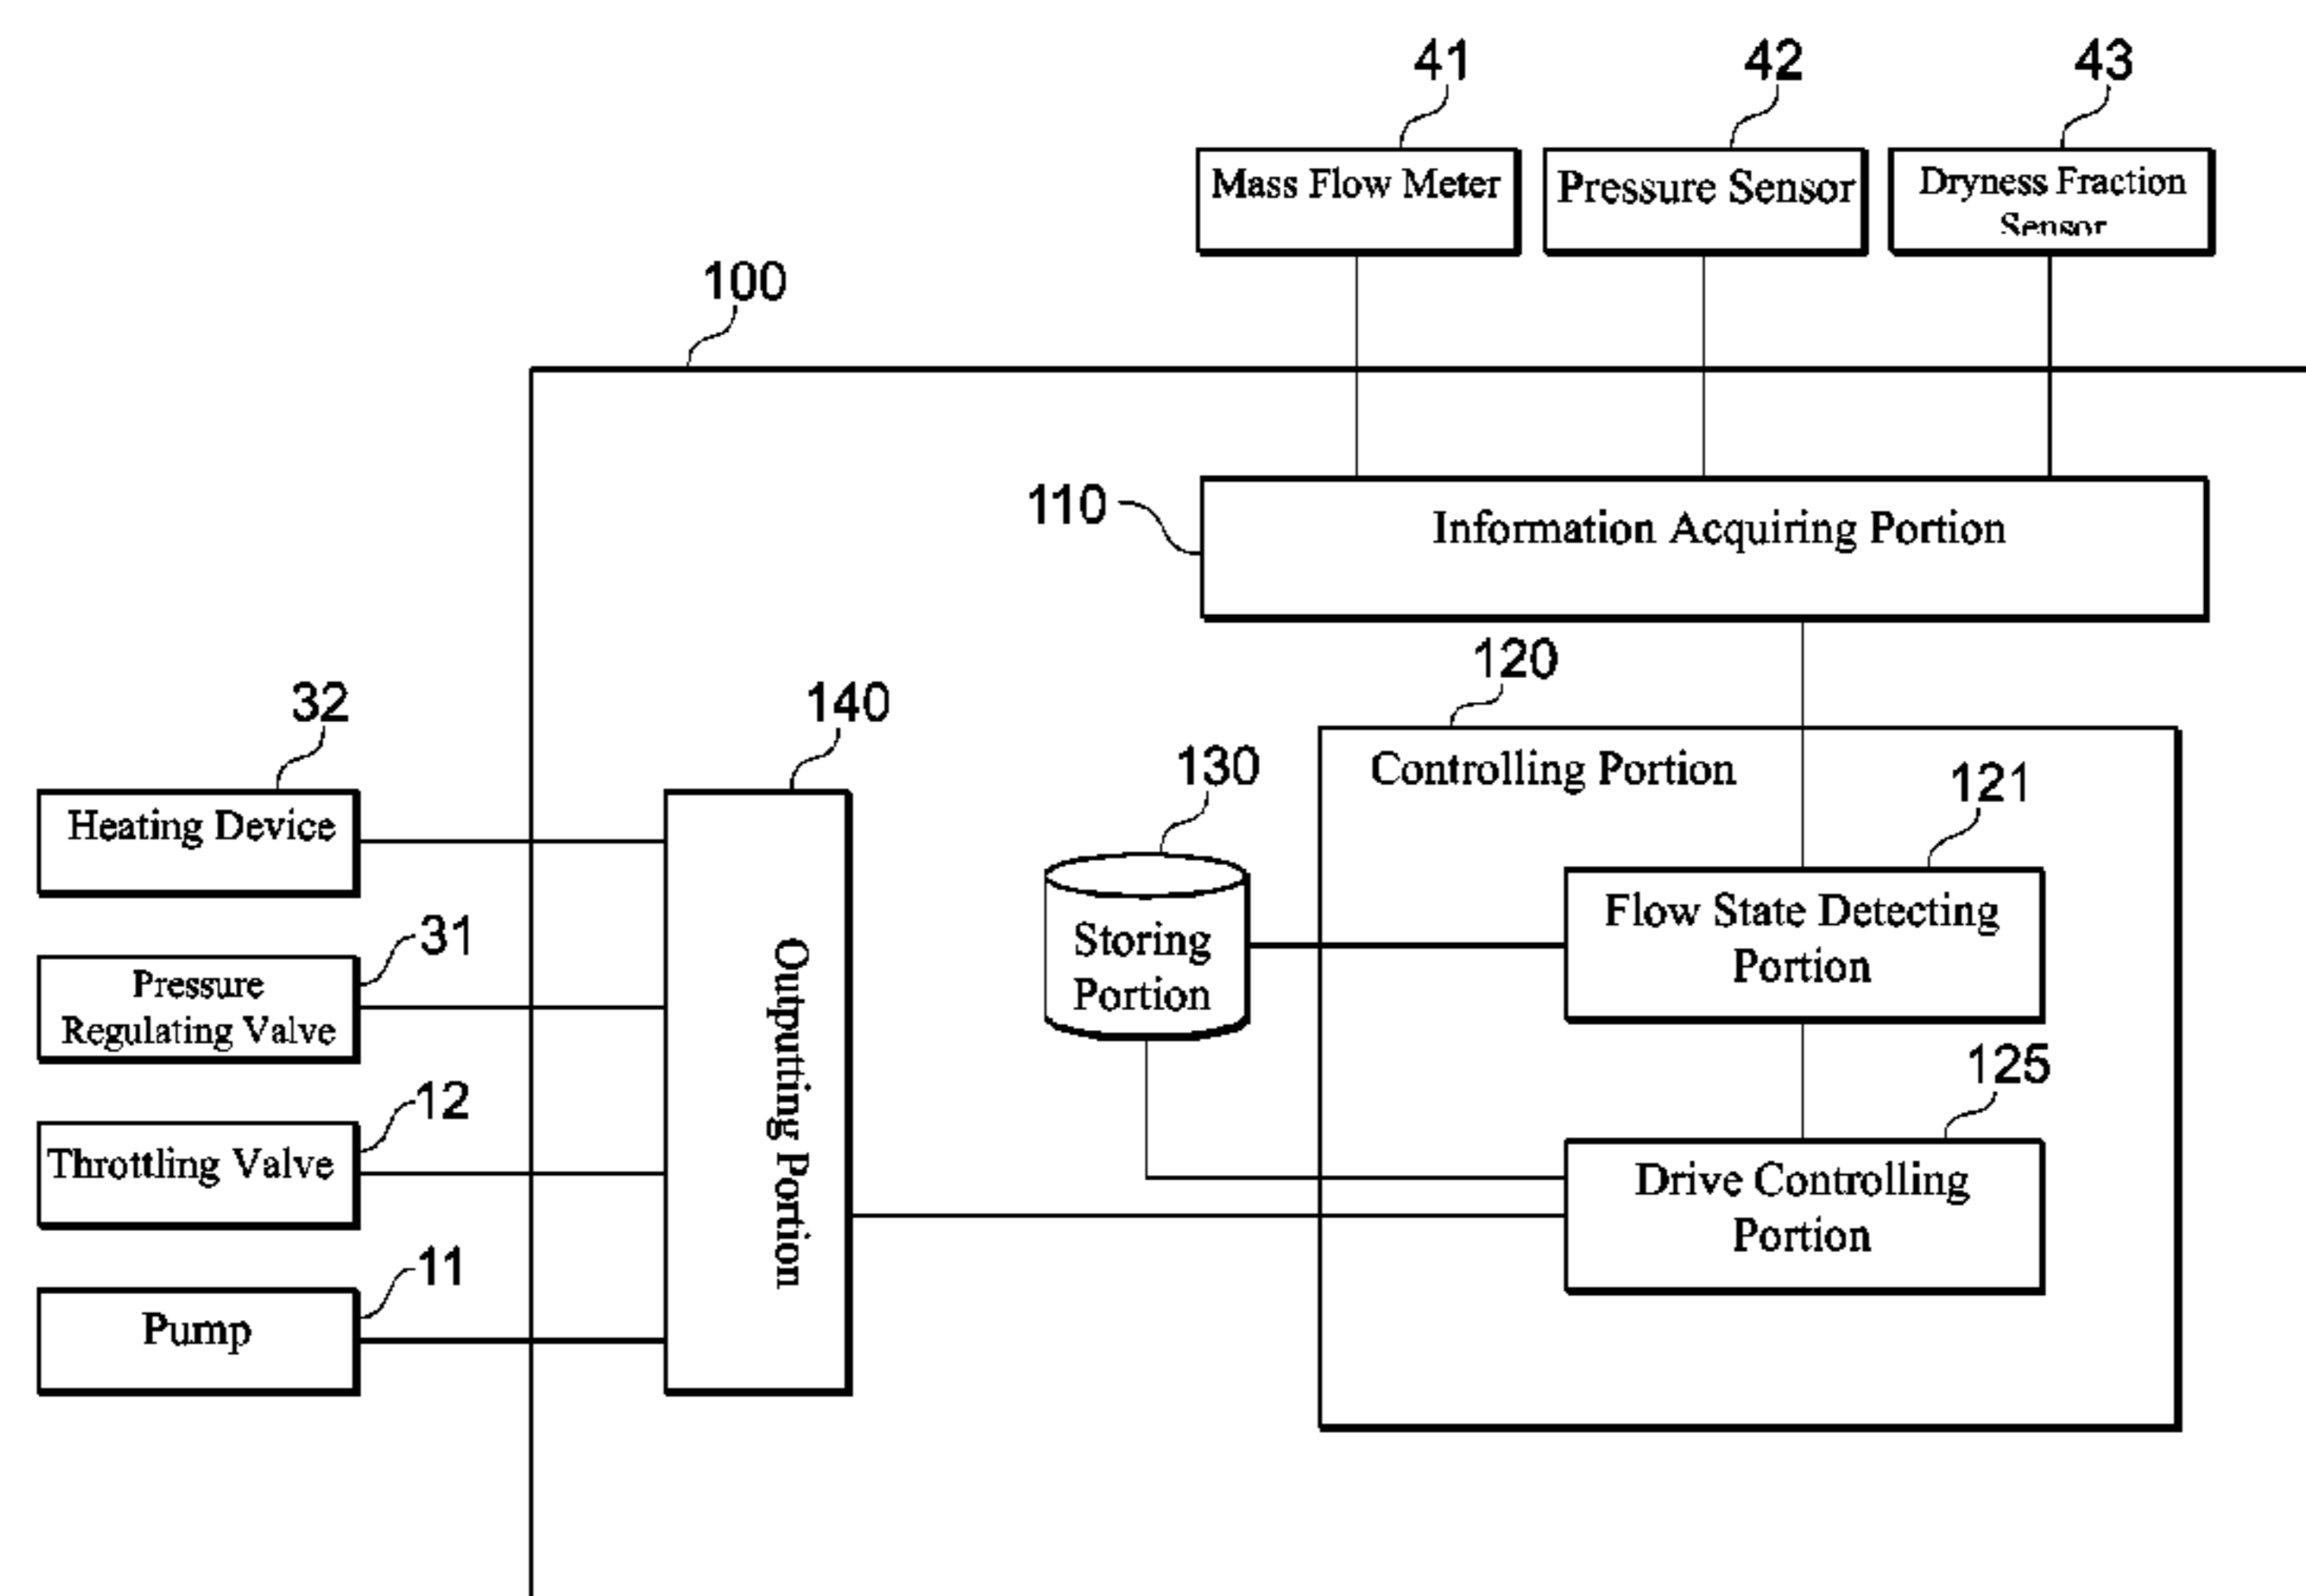 41
42
43
Mass Flow Meter
Pressure Sensor
Dryness Fraction
Sensor
100
110
Information Acquiring Portion
120
Controlling Portion
32
140
130
121
Heating Device
Flow State Detecting
Portion
Storing
Portion
31
Pressure
Regulating Valve
Outputting Portion
125
12
Throttling Valve
Drive Controlling
Portion
11
Pump